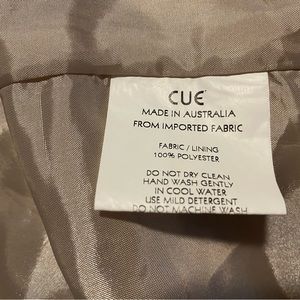 CUE
MADE IN AUSTRALIA
FROM IMPORTED FABRIC
FABRIC / LINING
100% POLYESTER
DO NOT DRY CLEAN
HAND WASH GENTLY
IN COOL WATER
USE MILD DETERGENT
DO NOT MACHINE WASH